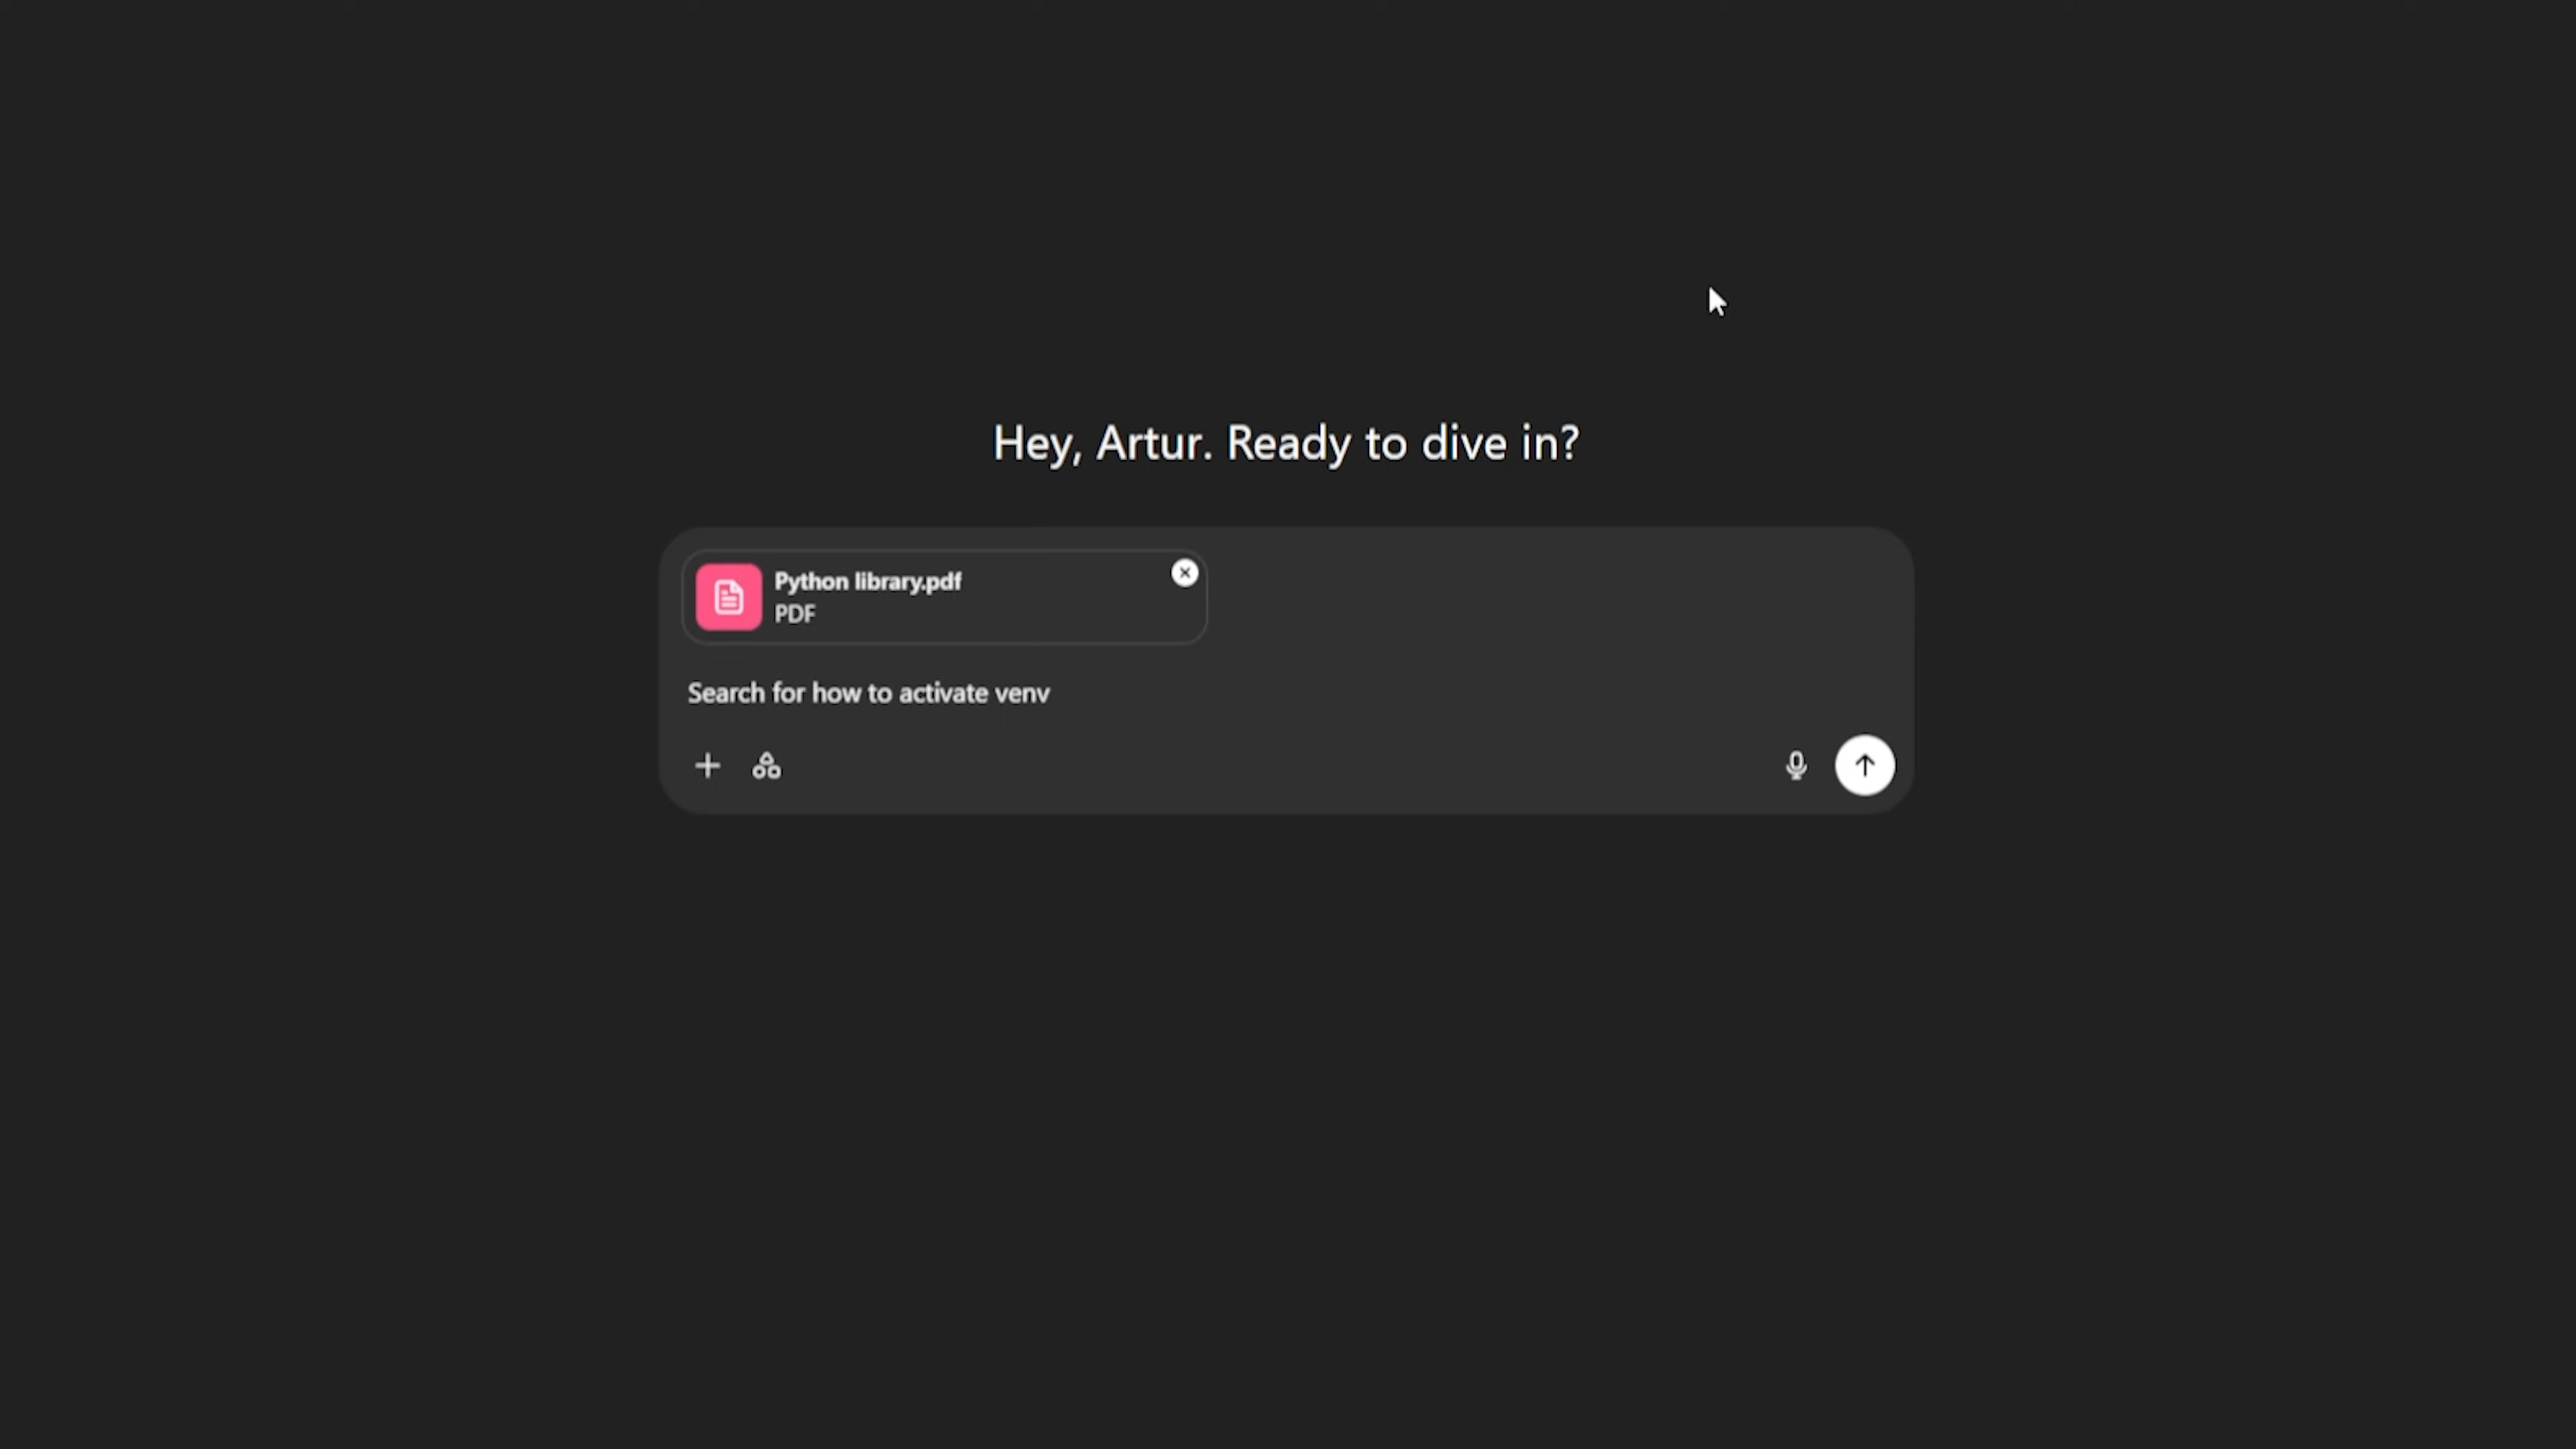 Hey, Artur. Ready to dive in?
Python library.pdf
PDF
Search for how to activate venv